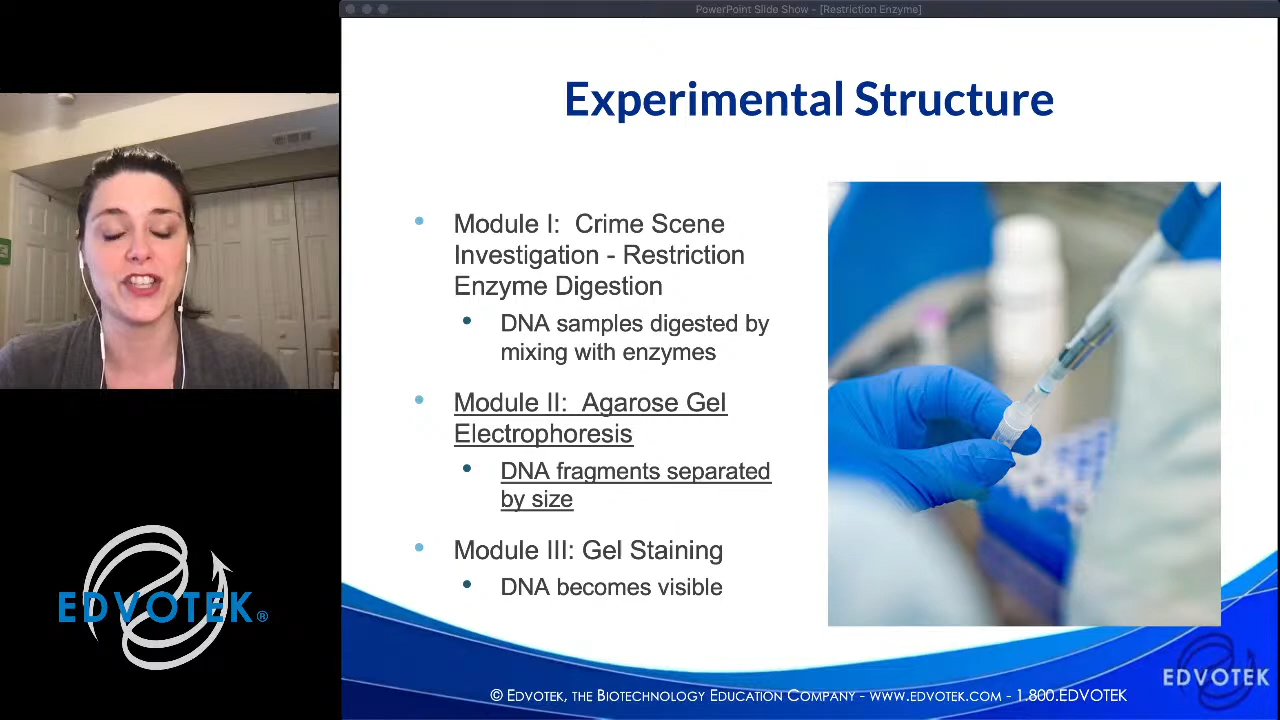 PowerPoint Slide Show - [Restriction Enzyme]
Experimental Structure
Module I: Crime Scene
Investigation - Restriction
Enzyme Digestion
DNA samples digested by
mixing with enzymes
Module II: Agarose Gel
Electrophoresis
DNA fragments separated
by size
Module III: Gel Staining
DNA becomes visible
EDVOTEK®
EDVOTEK
© EDVOTEK, THE BIOTECHNOLOGY EDUCATION COMPANY - WWW.EDVOTEK.COM - 1.800.EDVOTEK